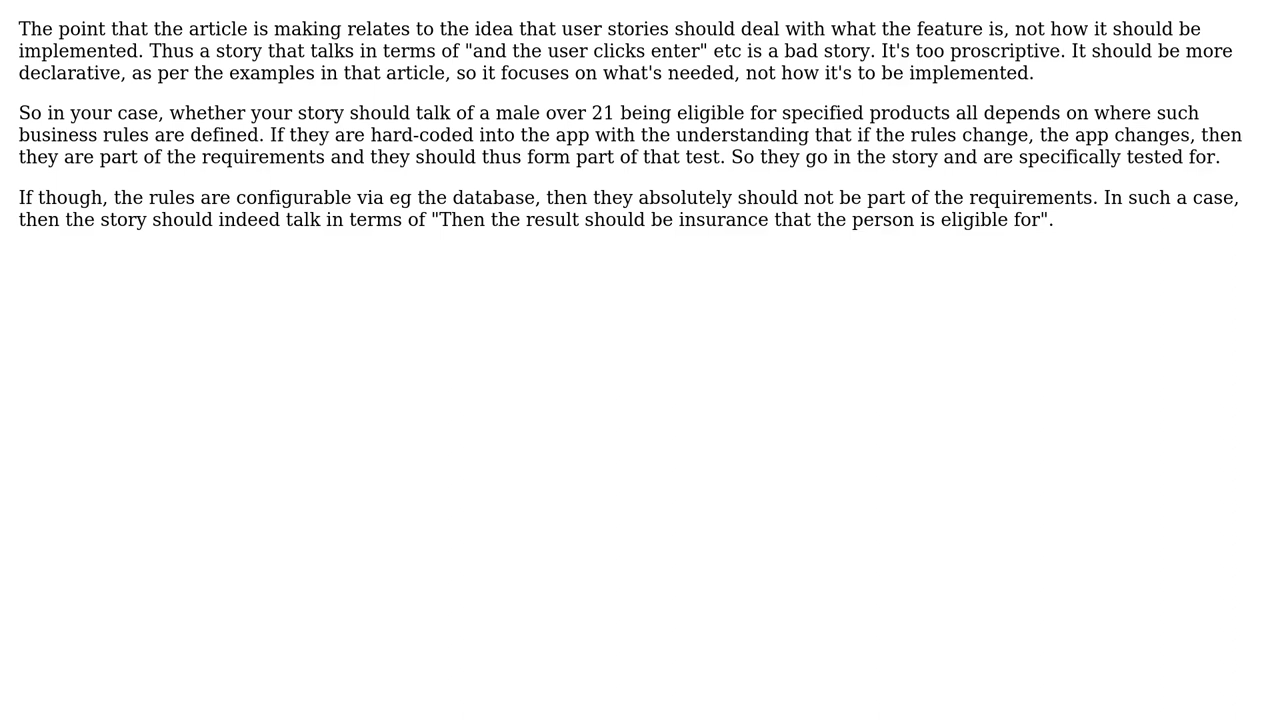 The point that the article is making relates to the idea that user stories should deal with what the feature is, not how it should be
implemented. Thus a story that talks in terms of "and the user clicks enter" etc is a bad story. It's too proscriptive. It should be more
declarative, as per the examples in that article, so it focuses on what's needed, not how it's to be implemented.
So in your case, whether your story should talk of a male over 21 being eligible for specified products all depends on where such
business rules are defined. If they are hard-coded into the app with the understanding that if the rules change, the app changes, then
they are part of the requirements and they should thus form part of that test. So they go in the story and are specifically tested for.
If though, the rules are configurable via eg the database, then they absolutely should not be part of the requirements. In such a case,
then the story should indeed talk in terms of "Then the result should be insurance that the person is eligible for".